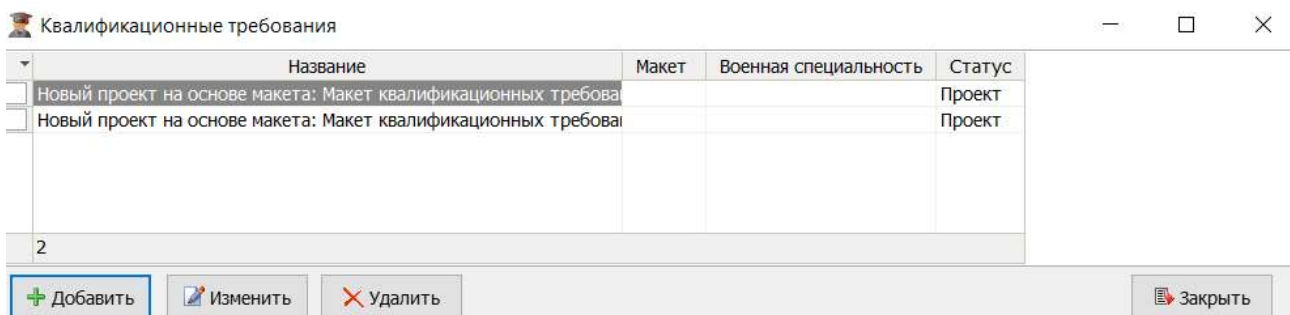 Квалификационные требования
Название Макет Военная специальность Статус
Новый проект на основе макета: Макет квалификационных требова Проект
Новый проект на основе макета: Макет квалификационных требова Проект
2
Добавить Изменить Удалить Закрыть